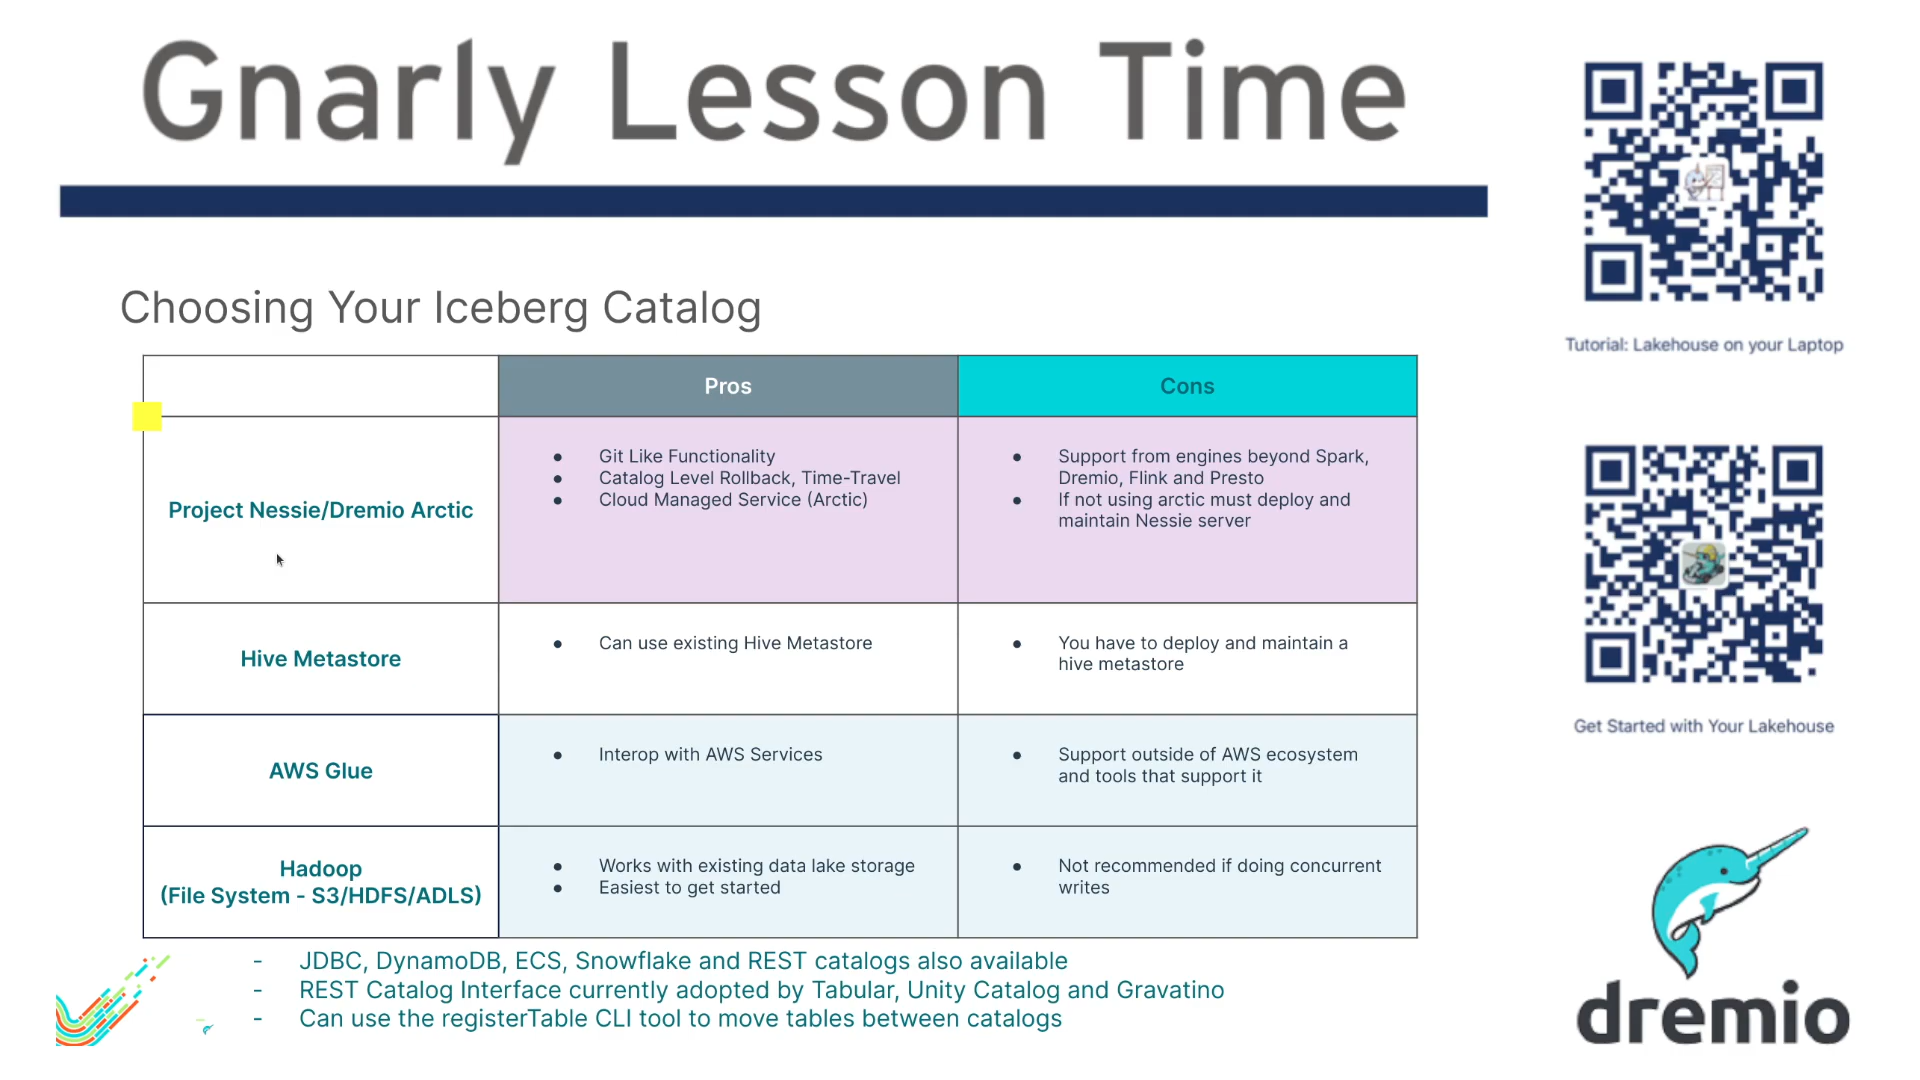 Gnarly Lesson Time
Choosing Your Iceberg Catalog
Pros
Cons
Project Nessie/Dremio Arctic
● Git Like Functionality
● Catalog Level Rollback, Time-Travel
● Cloud Managed Service (Arctic)
● Support from engines beyond Spark,
Dremio, Flink and Presto
● If not using arctic must deploy and
maintain Nessie server
Hive Metastore
● Can use existing Hive Metastore
● You have to deploy and maintain a
hive metastore
AWS Glue
● Interop with AWS Services
● Support outside of AWS ecosystem
and tools that support it
Hadoop
(File System - S3/HDFS/ADLS)
● Works with existing data lake storage
● Easiest to get started
● Not recommended if doing concurrent
writes
- JDBC, DynamoDB, ECS, Snowflake and REST catalogs also available
- REST Catalog Interface currently adopted by Tabular, Unity Catalog and Gravatino
- Can use the registerTable CLI tool to move tables between catalogs
Tutorial: Lakehouse on your Laptop
Get Started with Your Lakehouse
dremio